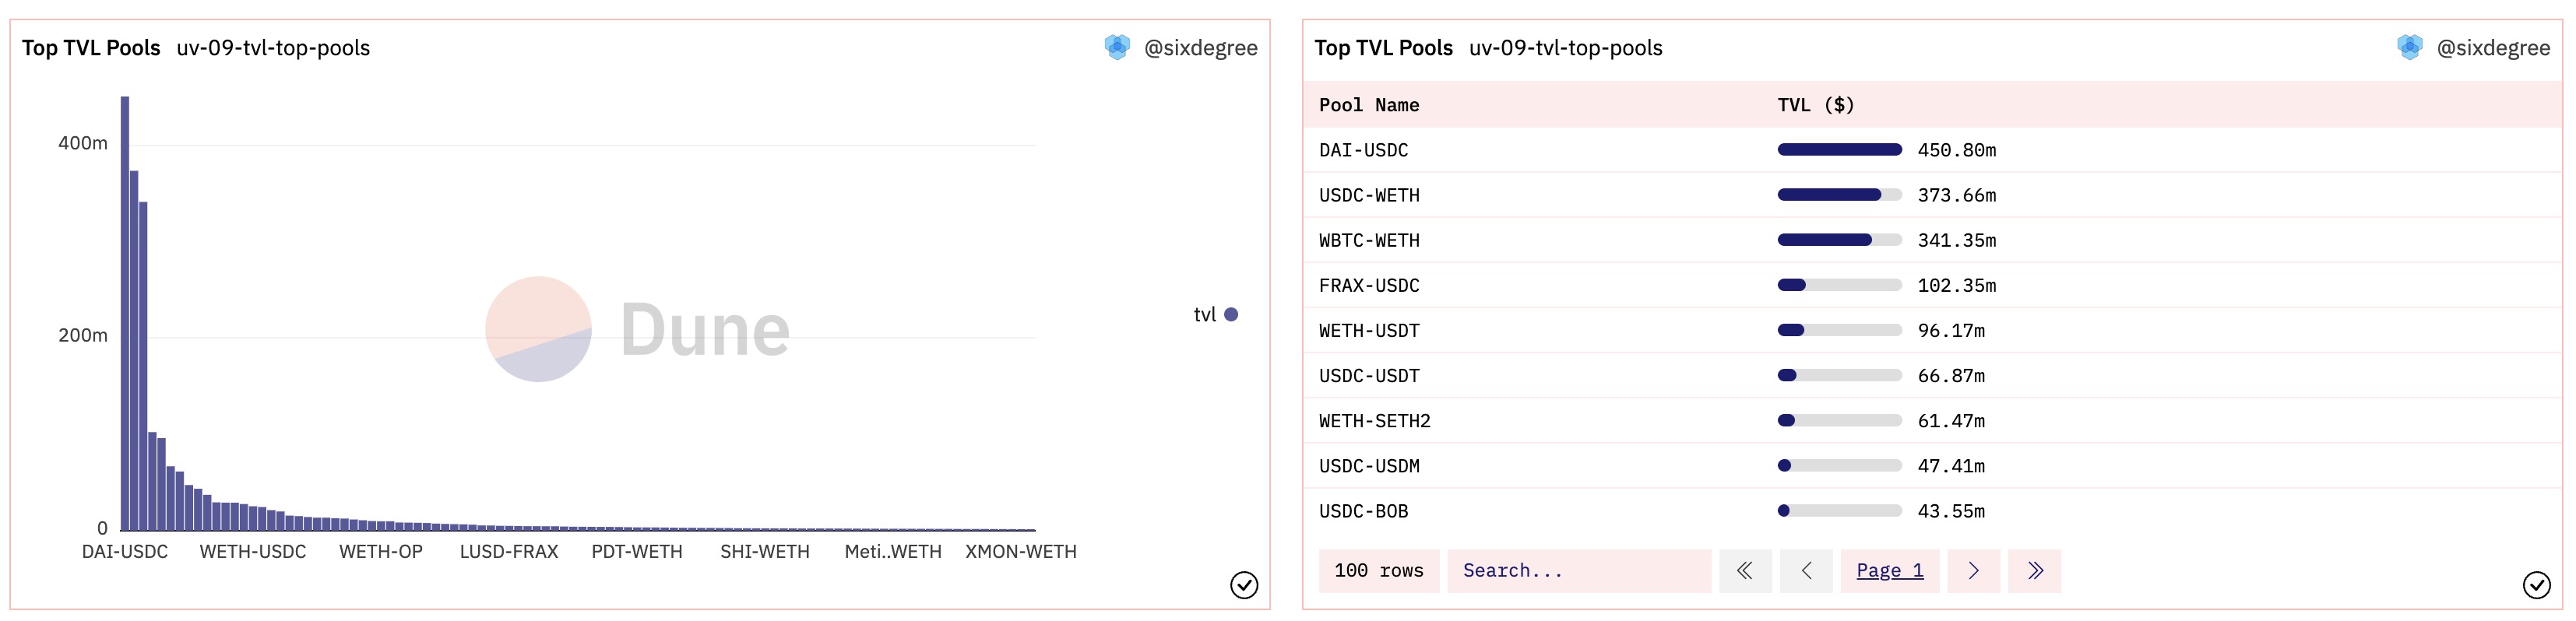 Top TVL Pools uv-09-tvl-top-pools
@sixdegree
400m
200m
0
Dune
tvl
DAI-USDC WETH-USDC WETH-OP LUSD-FRAX PDT-WETH SHI-WETH Meti..WETH XMON-WETH
Top TVL Pools uv-09-tvl-top-pools
@sixdegree
Pool Name TVL ($)
DAI-USDC 450.80m
USDC-WETH 373.66m
WBTC-WETH 341.35m
FRAX-USDC 102.35m
WETH-USDT 96.17m
USDC-USDT 66.87m
WETH-SETH2 61.47m
USDC-USDM 47.41m
USDC-BOB 43.55m
100 rows Search... Page 1